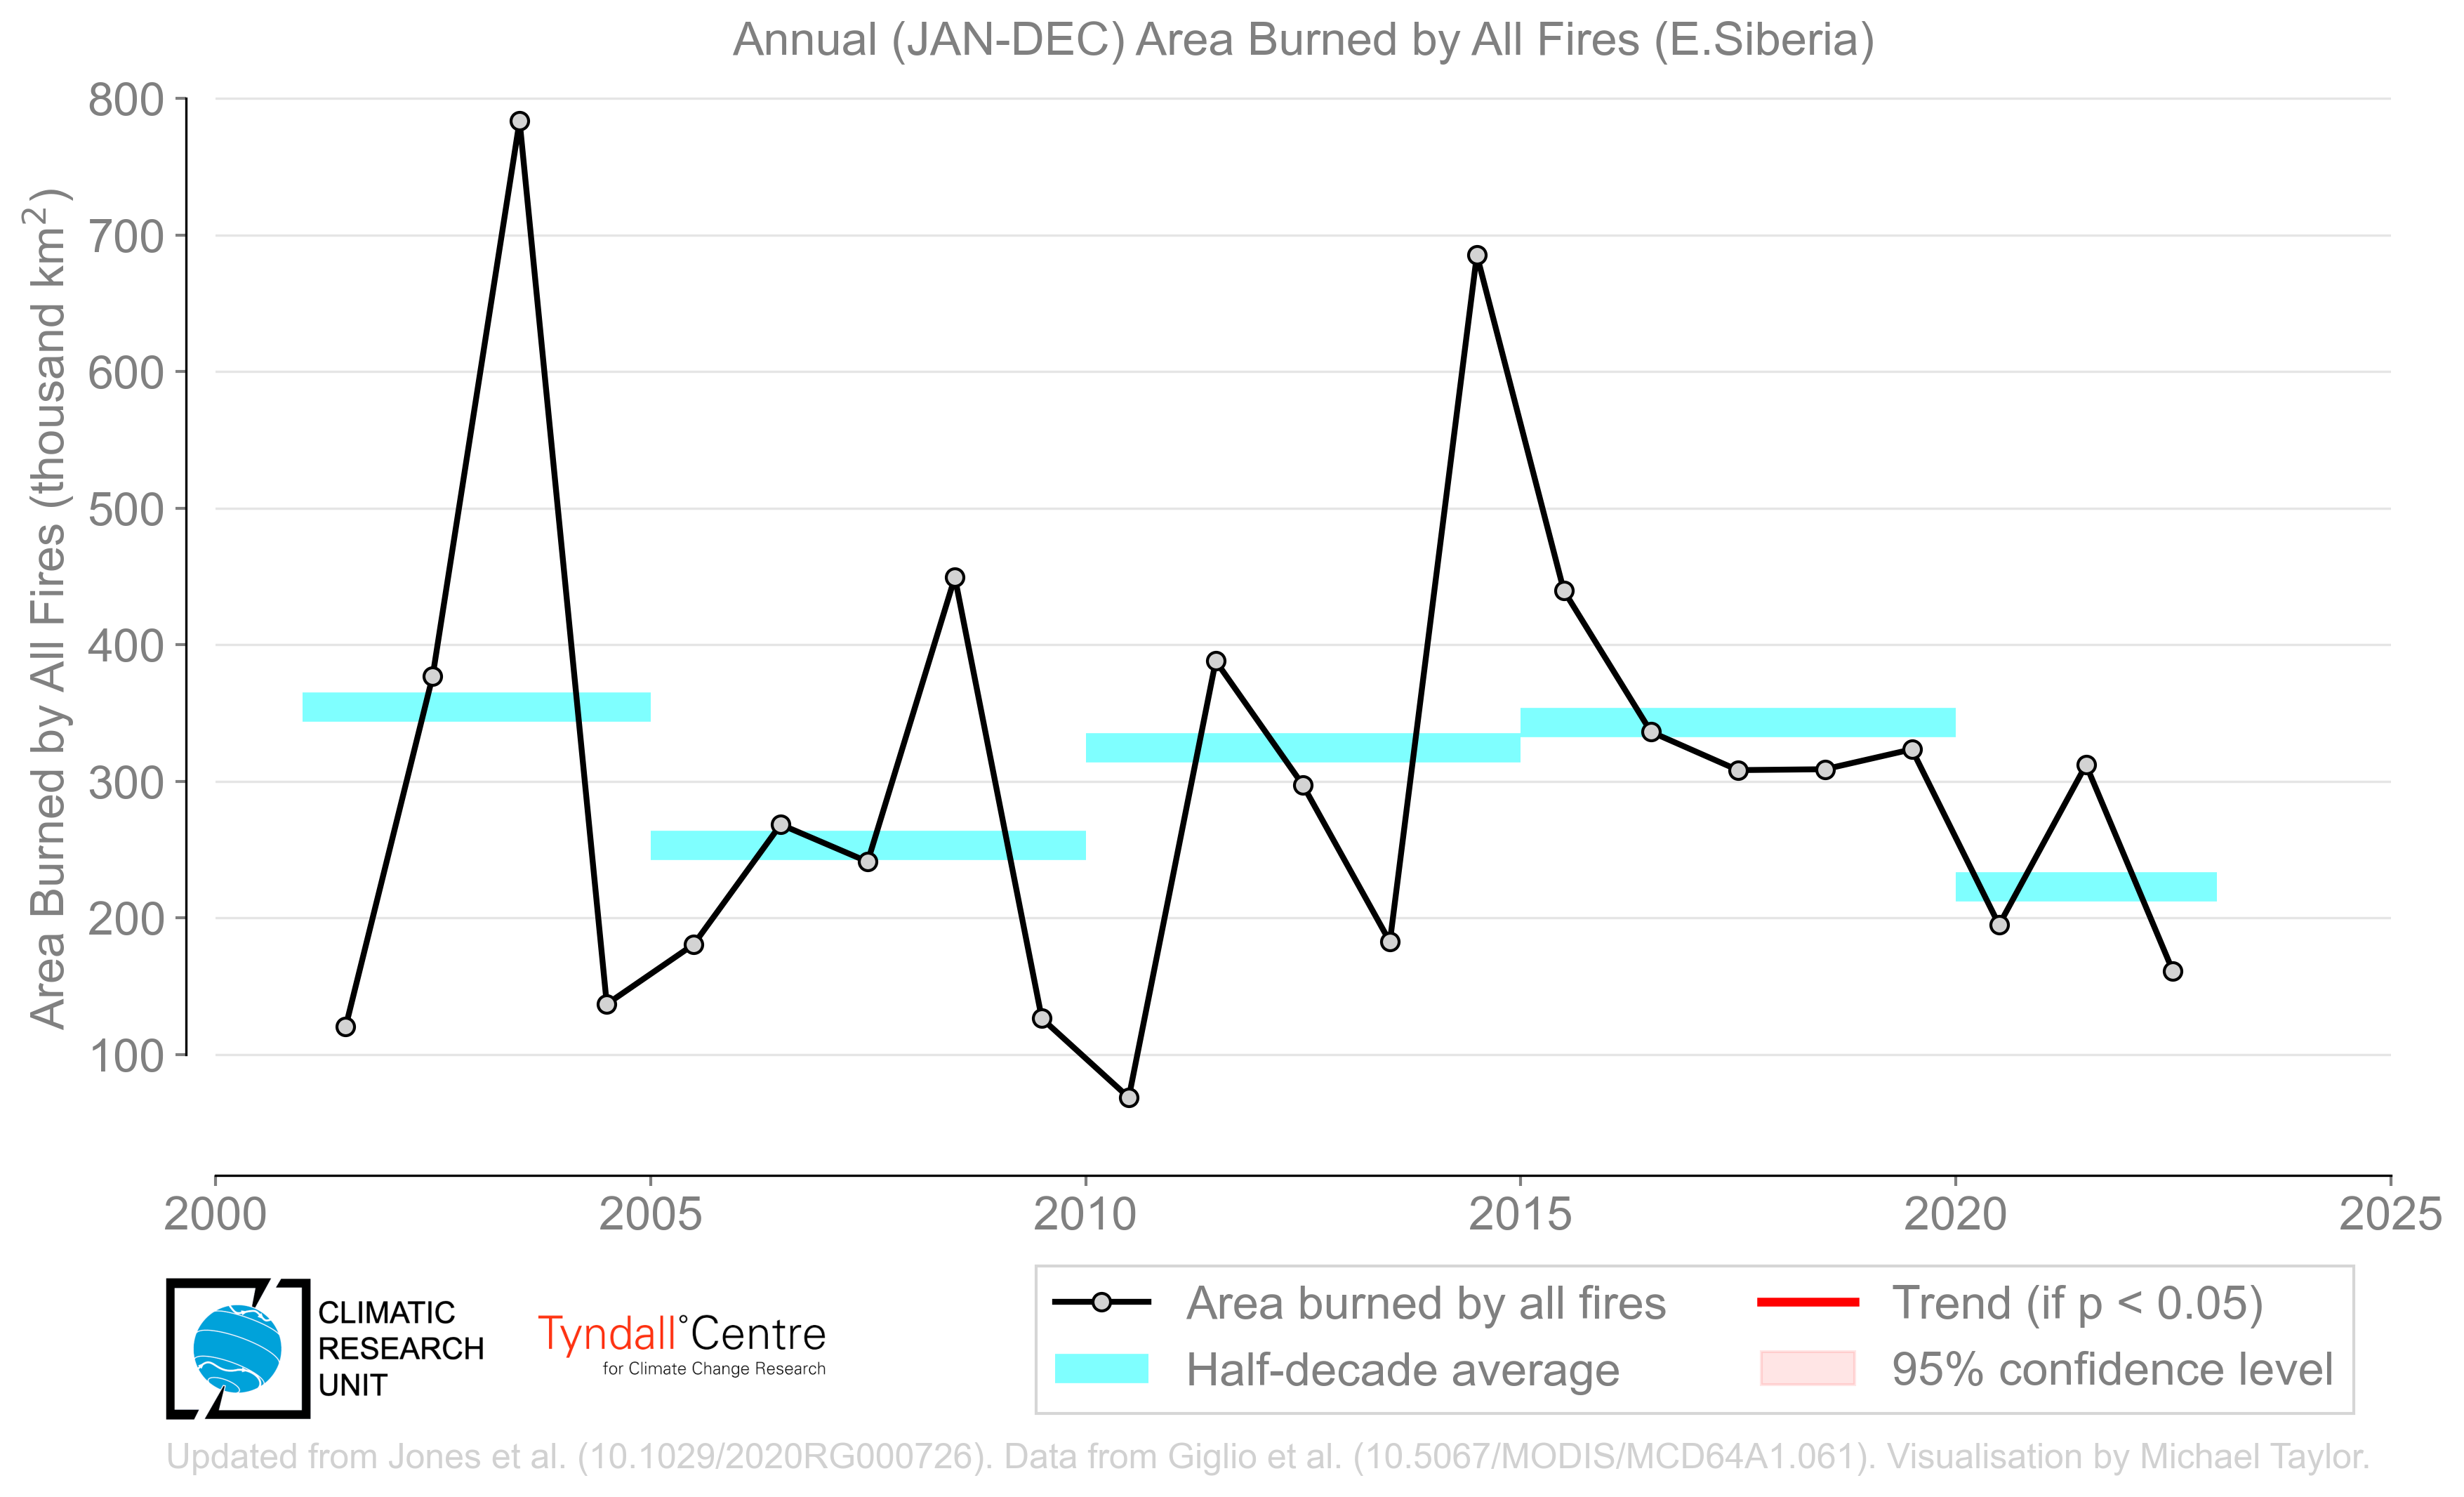 Annual (JAN-DEC) Area Burned by All Fires (E.Siberia)
Area Burned by All Fires (thousand km²)
800
700
600
500
400
300
200
100
2000 2005 2010 2015 2020 2025
Area burned by all fires
Half-decade average
Trend (if p < 0.05)
95% confidence level
CLIMATIC
RESEARCH
UNIT
Tyndall°Centre
for Climate Change Research
Updated from Jones et al. (10.1029/2020RG000726). Data from Giglio et al. (10.5067/MODIS/MCD64A1.061). Visualisation by Michael Taylor.